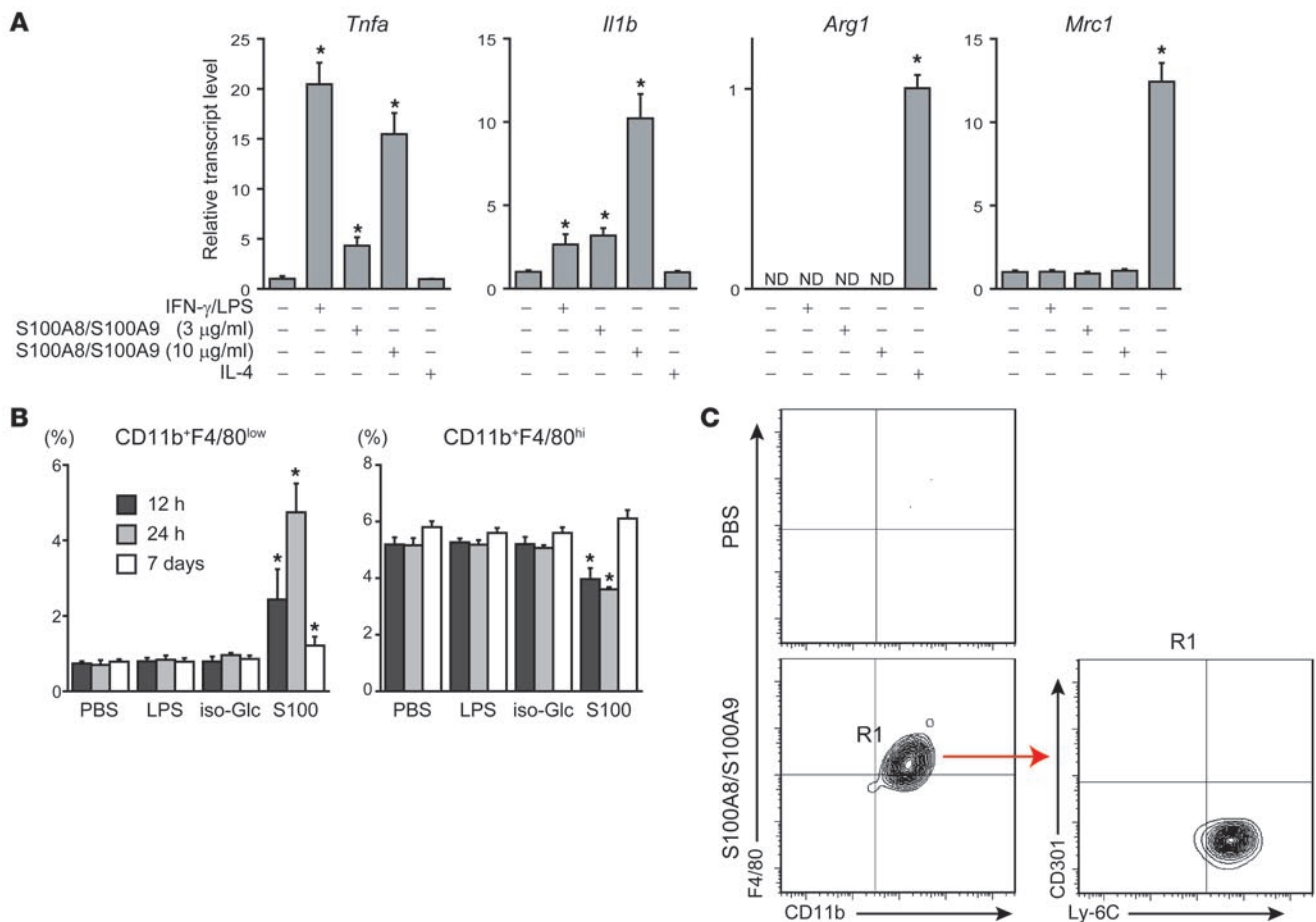 A
Tnfa
Il1b
Arg1
Mrc1
Relative transcript level
25
20
15
10
5
0
*
*
*
15
10
5
0
*
*
*
1
0
ND ND ND ND
*
15
10
5
0
*
IFN-γ/LPS − + − − − − + − − − − + − − − − + − − −
S100A8/S100A9 (3 μg/ml) − − + − − − − + − − − − + − − − − + − −
S100A8/S100A9 (10 μg/ml) − − − + − − − − + − − − − + − − − − + −
IL-4 − − − − + − − − − + − − − − + − − − − +
B
(%) CD11b⁺F4/80ˡᵒʷ
6
4
2
0
12 h
24 h
7 days
*
*
*
PBS LPS iso-Glc S100
(%) CD11b⁺F4/80ʰⁱ
8
6
4
2
0
*
*
PBS LPS iso-Glc S100
C
PBS
S100A8/S100A9
F4/80
R1
CD11b
R1
CD301
Ly-6C